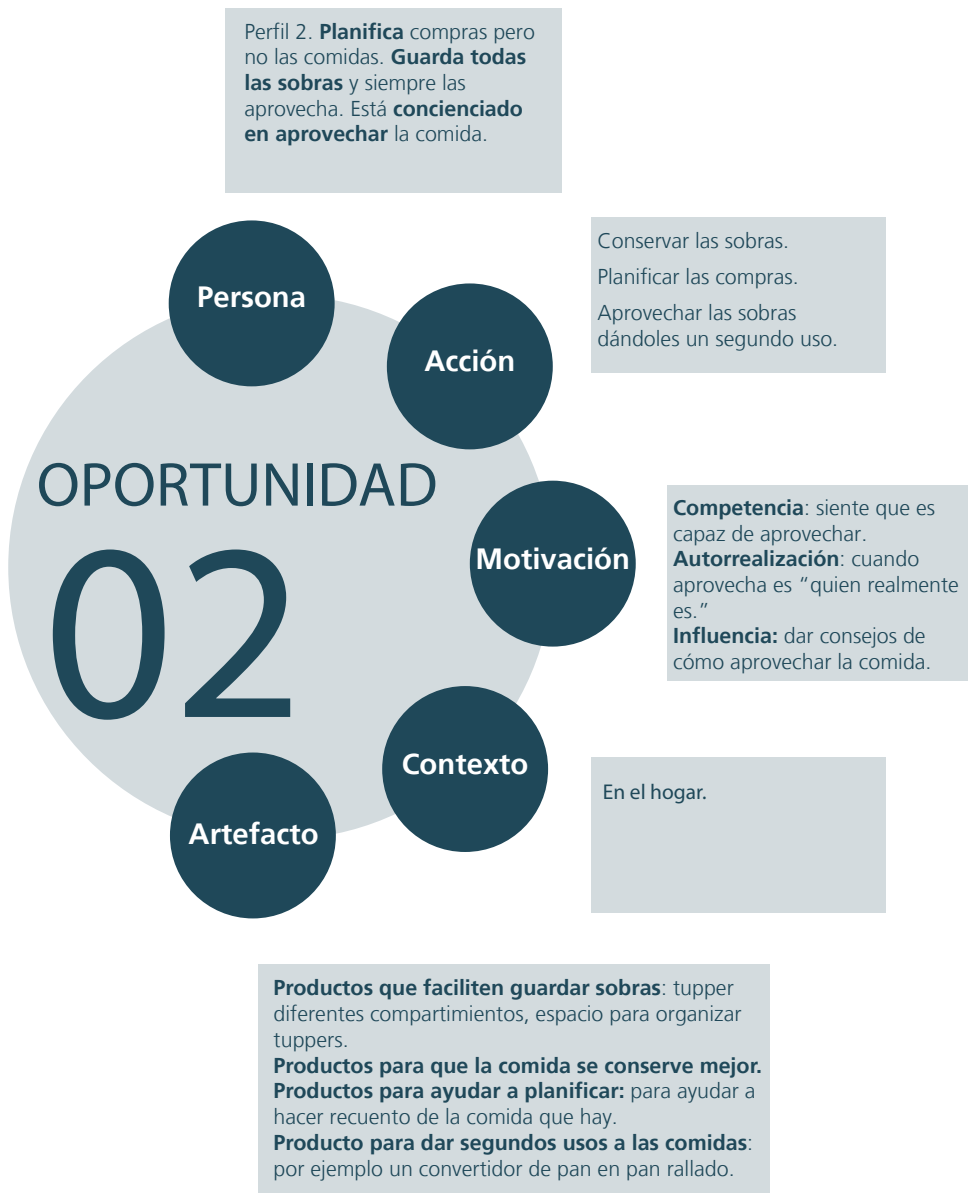 Perfil 2. Planifica compras pero
no las comidas. Guarda todas
las sobras y siempre las
aprovecha. Está concienciado
en aprovechar la comida.
Persona
Acción
Conservar las sobras.
Planificar las compras.
Aprovechar las sobras
dándoles un segundo uso.
OPORTUNIDAD
02
Motivación
Competencia: siente que es
capaz de aprovechar.
Autorrealización: cuando
aprovecha es “quien realmente
es.”
Influencia: dar consejos de
cómo aprovechar la comida.
Contexto
En el hogar.
Artefacto
Productos que faciliten guardar sobras: tupper
diferentes compartimientos, espacio para organizar
tuppers.
Productos para que la comida se conserve mejor.
Productos para ayudar a planificar: para ayudar a
hacer recuento de la comida que hay.
Producto para dar segundos usos a las comidas:
por ejemplo un convertidor de pan en pan rallado.